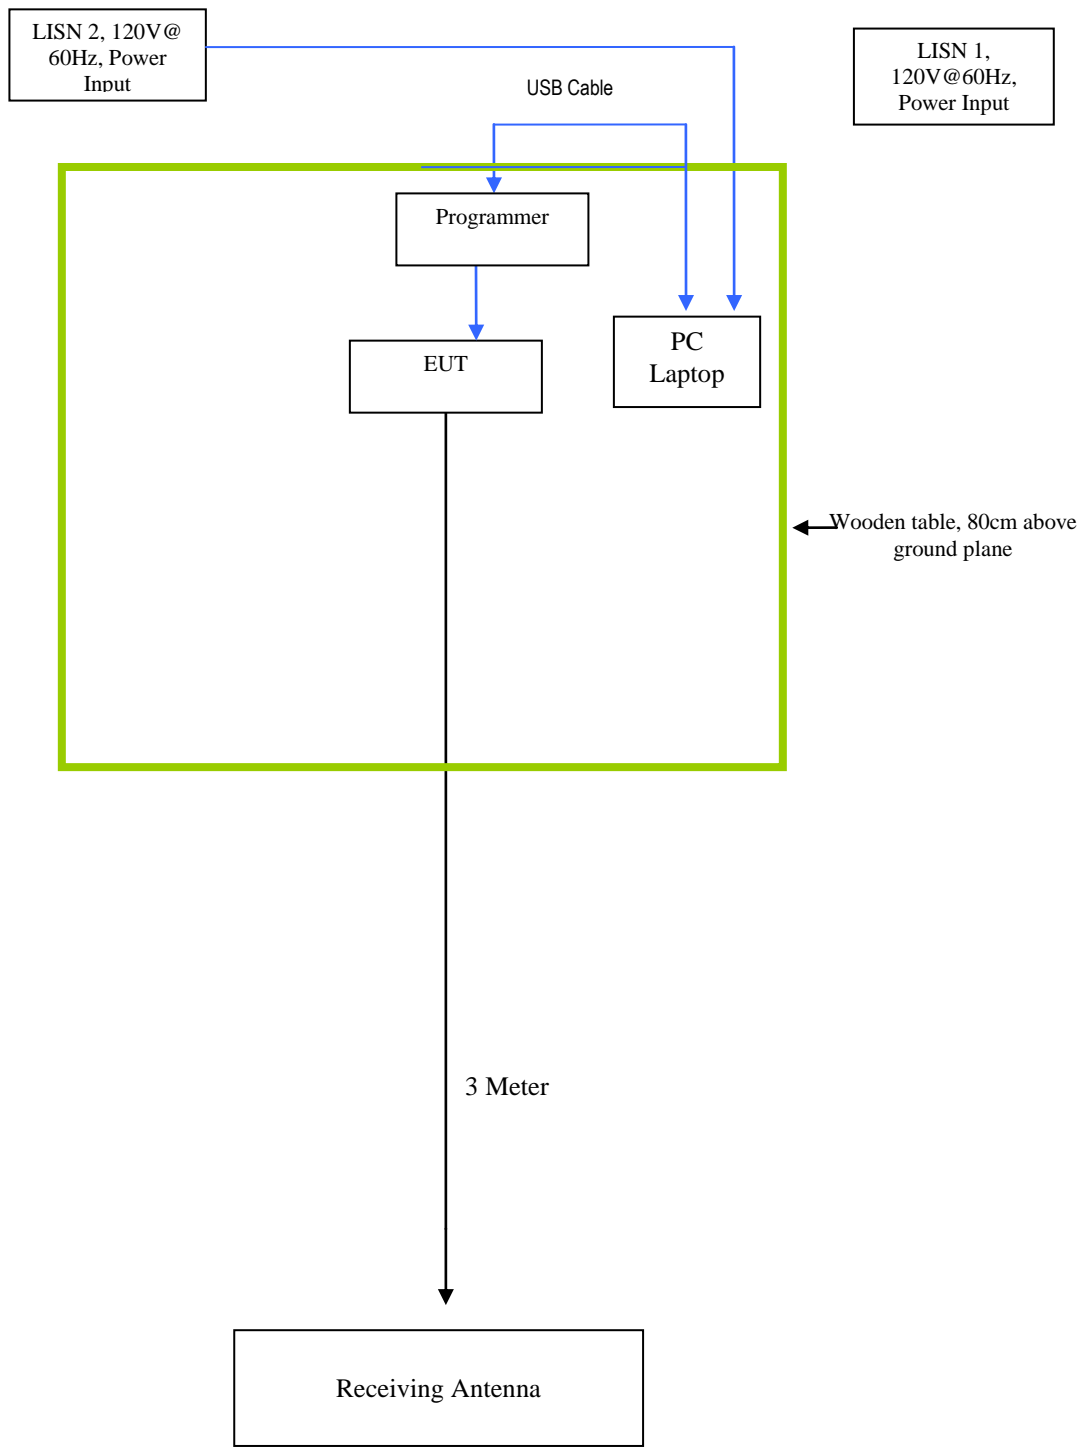 LISN 2, 120V@
60Hz, Power
Input
LISN 1,
120V@60Hz,
Power Input
USB Cable
Programmer
EUT
PC
Laptop
Wooden table, 80cm above
ground plane
3 Meter
Receiving Antenna